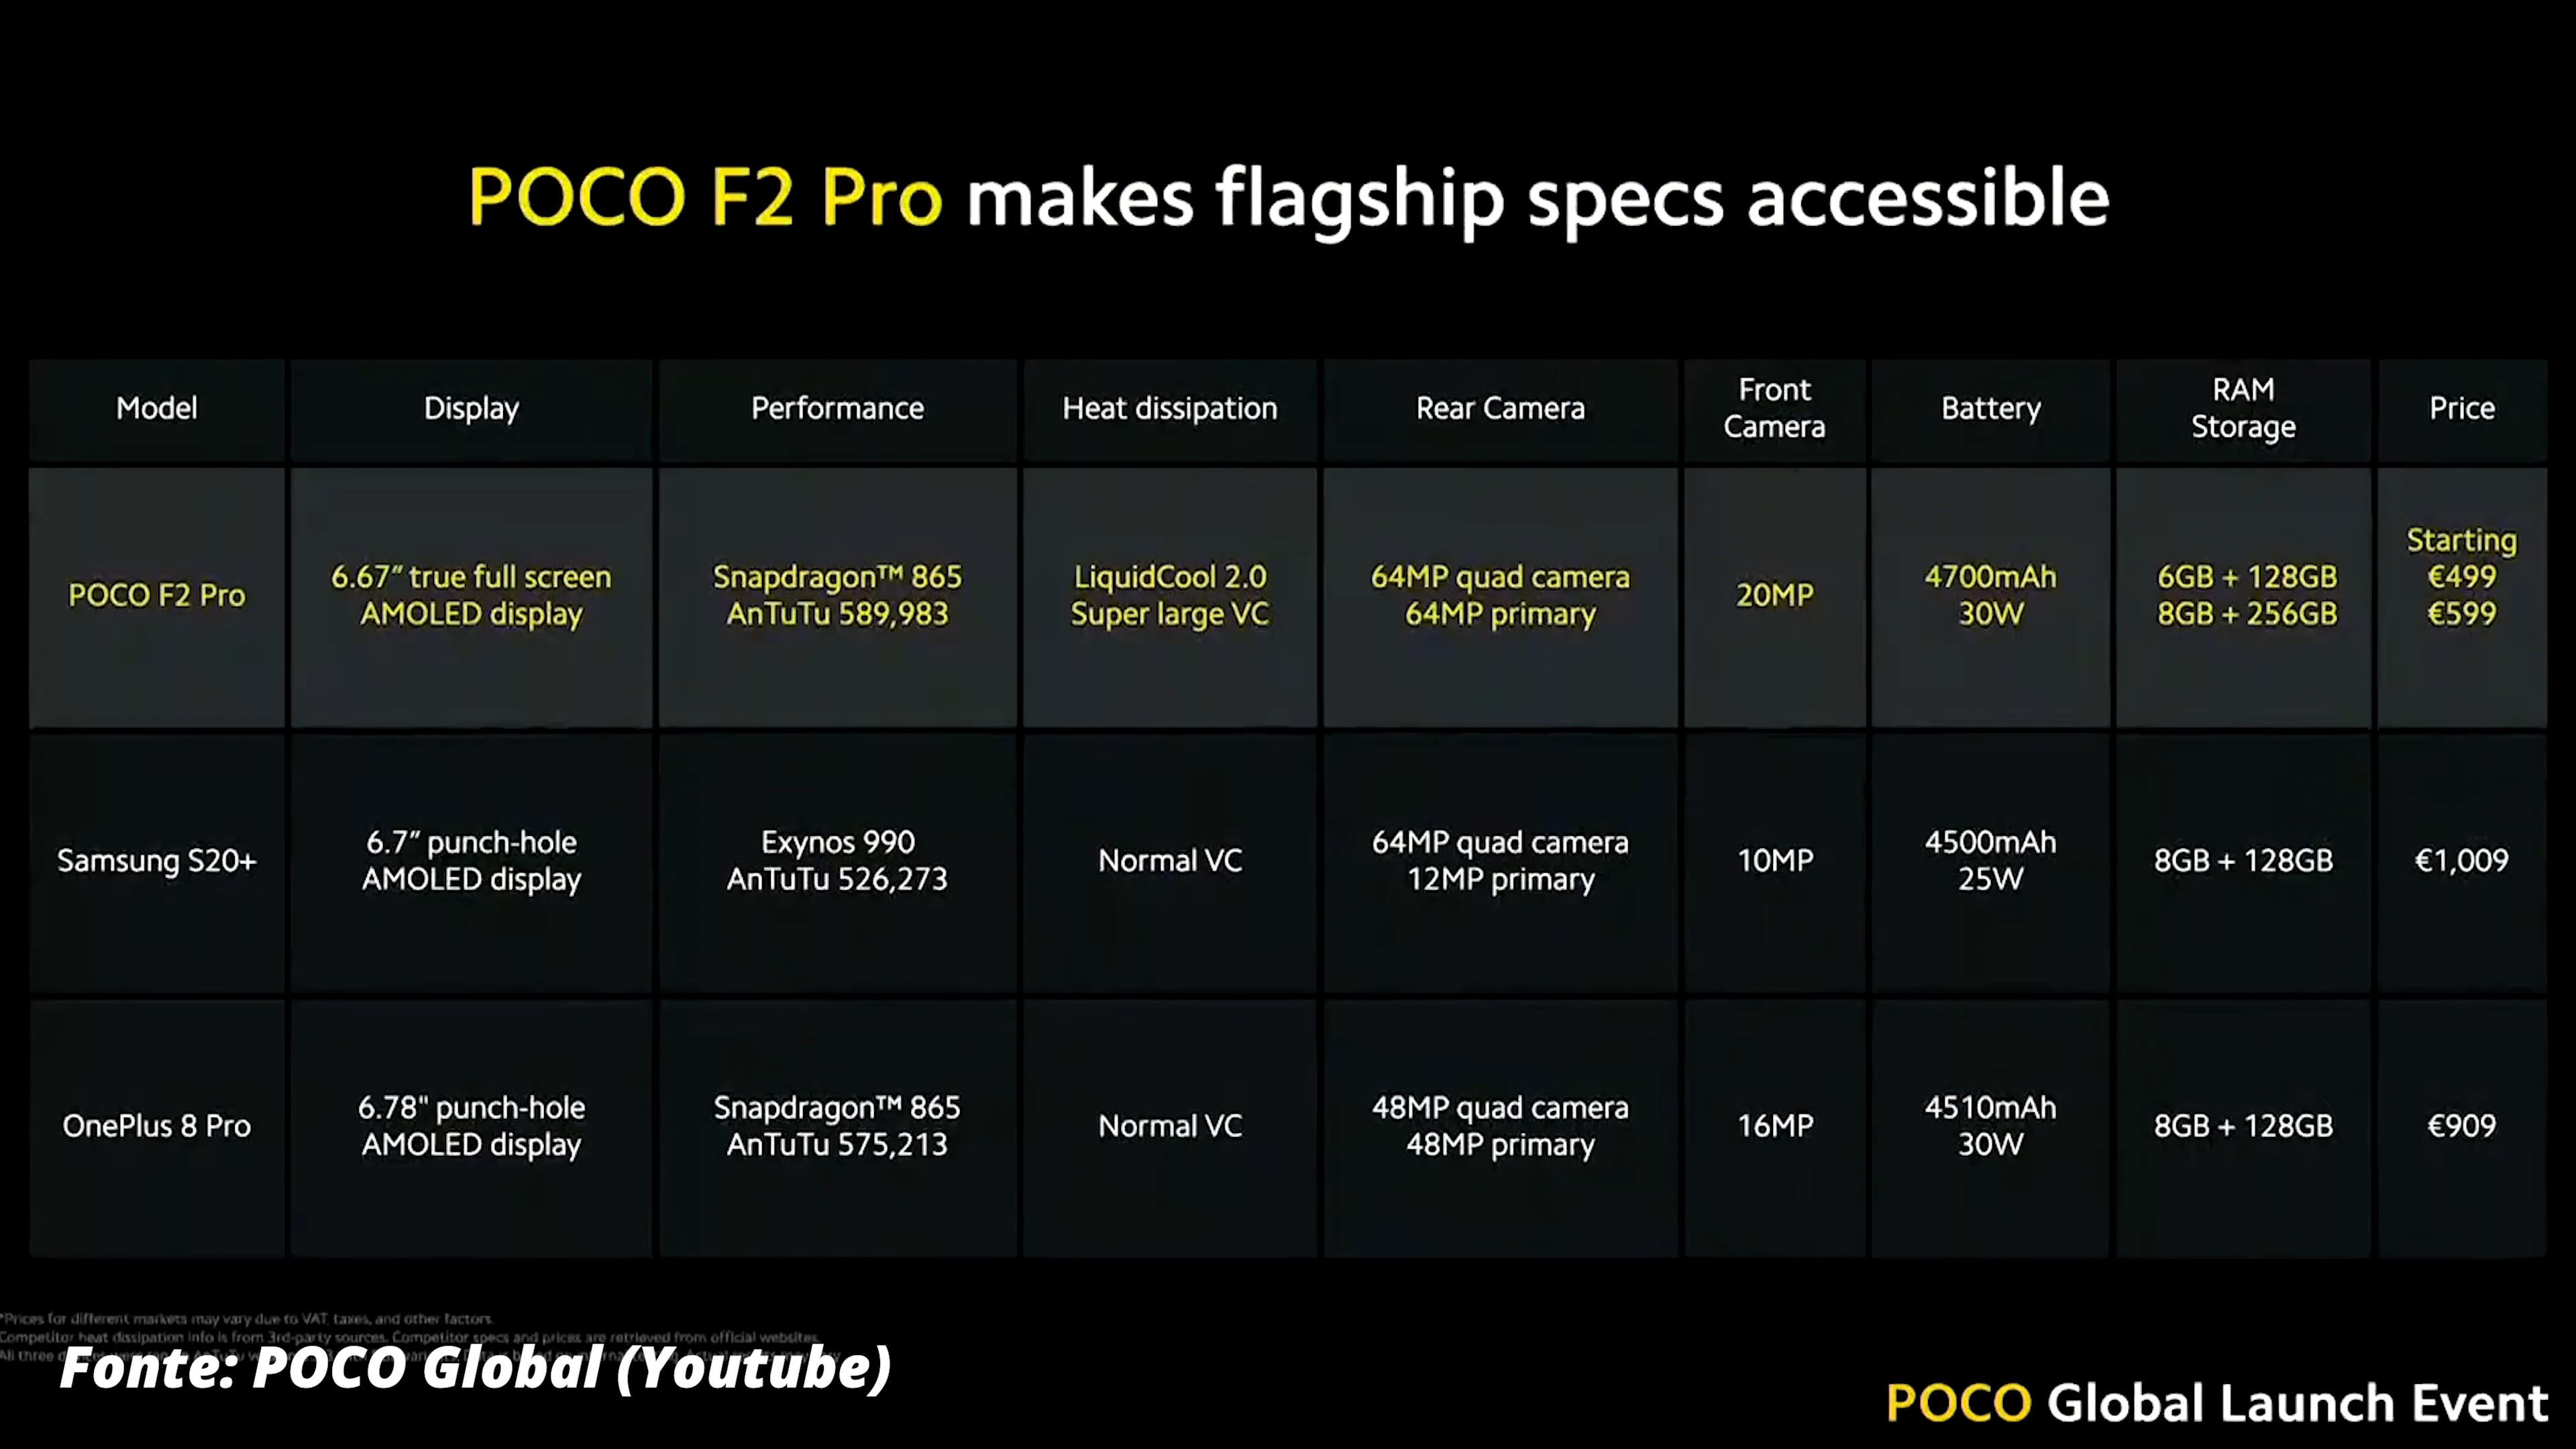 POCO F2 Pro makes flagship specs accessible
Model
Display
Performance
Heat dissipation
Rear Camera
Front
Camera
Battery
RAM
Storage
Price
POCO F2 Pro
6.67″ true full screen
AMOLED display
Snapdragon™ 865
AnTuTu 589,983
LiquidCool 2.0
Super large VC
64MP quad camera
64MP primary
20MP
4700mAh
30W
6GB + 128GB
8GB + 256GB
Starting
€499
€599
Samsung S20+
6.7″ punch-hole
AMOLED display
Exynos 990
AnTuTu 526,273
Normal VC
64MP quad camera
12MP primary
10MP
4500mAh
25W
8GB + 128GB
€1,009
OnePlus 8 Pro
6.78" punch-hole
AMOLED display
Snapdragon™ 865
AnTuTu 575,213
Normal VC
48MP quad camera
48MP primary
16MP
4510mAh
30W
8GB + 128GB
€909
*Prices for different markets may vary due to VAT, taxes, and other factors.
Competitor heat dissipation info is from 3rd-party sources. Competitor specs and prices are retrieved from official websites.
All three
Fonte: POCO Global (Youtube)
POCO Global Launch Event